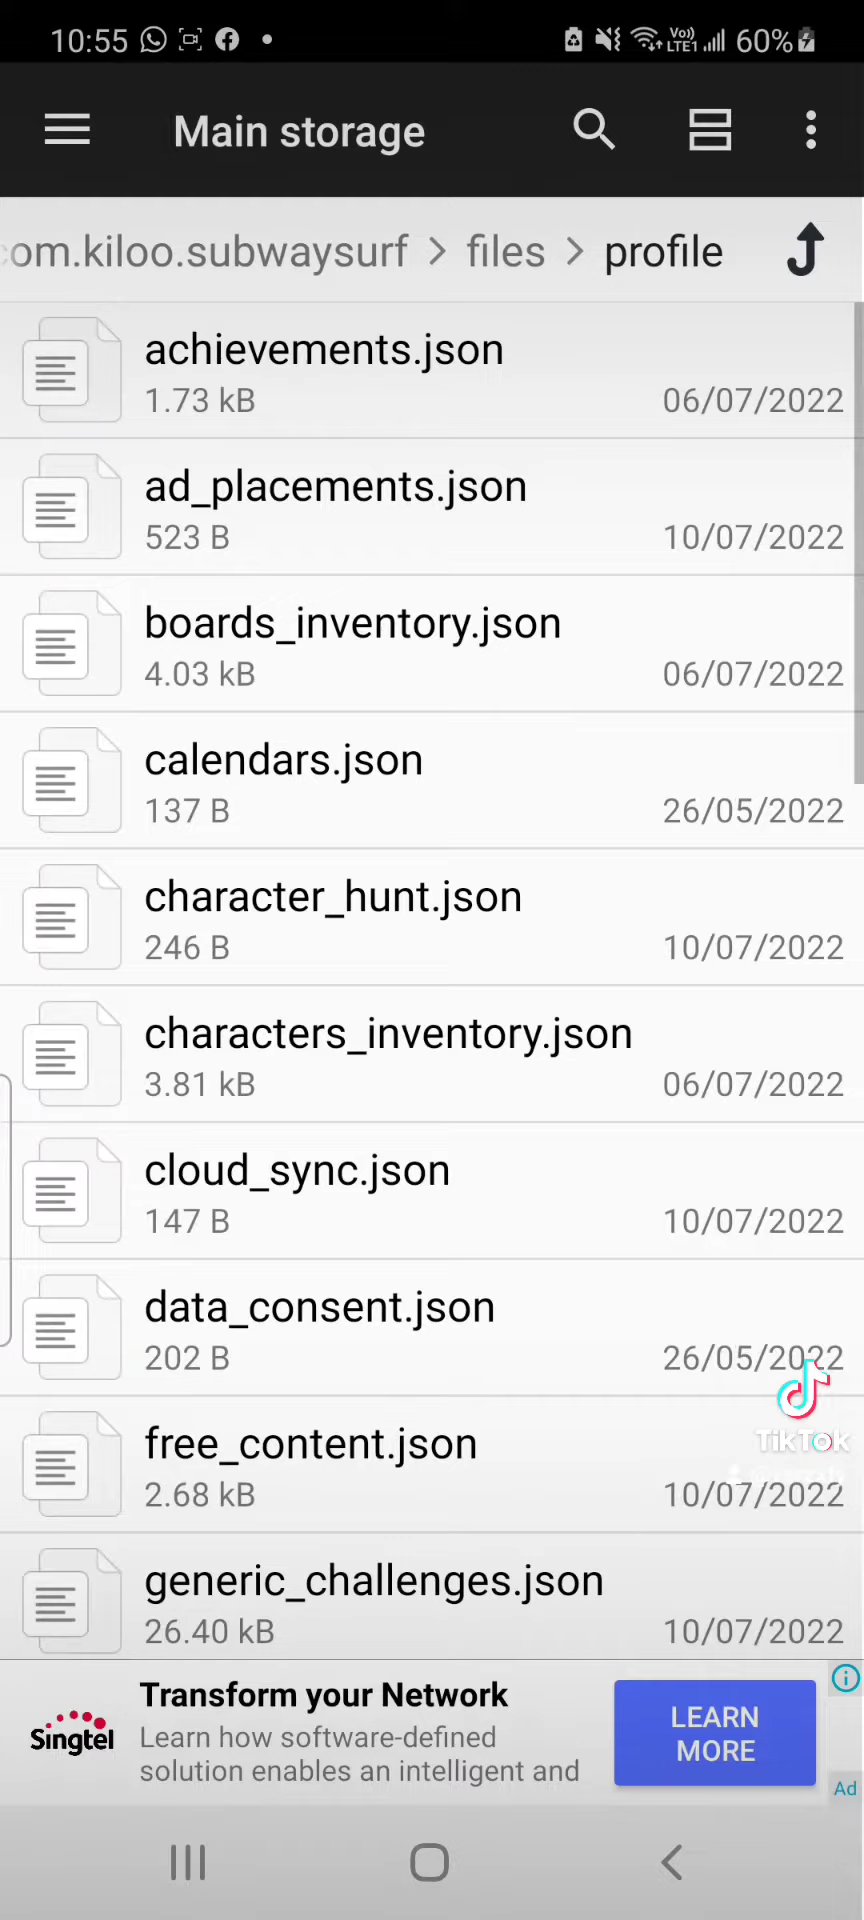 10:55
Vo)) LTE1 60%
Main storage
com.kiloo.subwaysurf > files > profile
achievements.json
1.73 kB 06/07/2022
ad_placements.json
523 B 10/07/2022
boards_inventory.json
4.03 kB 06/07/2022
calendars.json
137 B 26/05/2022
character_hunt.json
246 B 10/07/2022
characters_inventory.json
3.81 kB 06/07/2022
cloud_sync.json
147 B 10/07/2022
data_consent.json
202 B 26/05/2022
TikTok
free_content.json
2.68 kB 10/07/2022
generic_challenges.json
26.40 kB 10/07/2022
Singtel
Transform your Network
Learn how software-defined
solution enables an intelligent and
LEARN
MORE
Ad